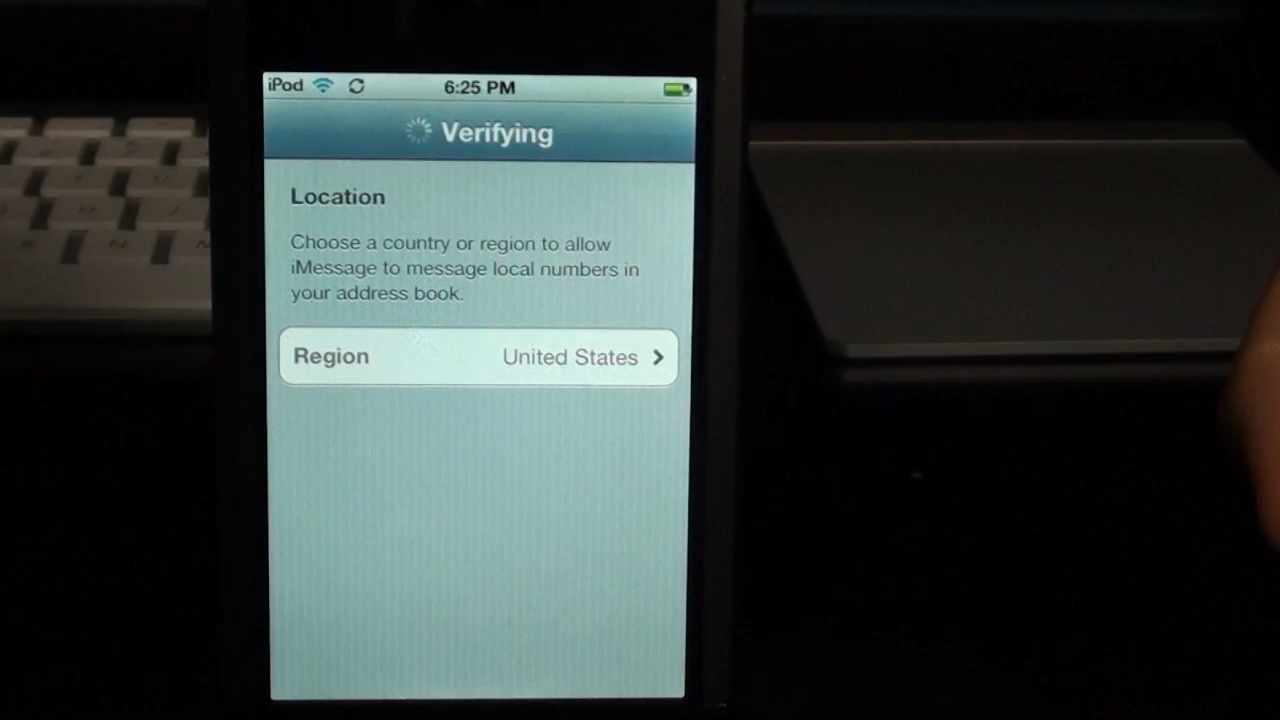 iPod 6:25 PM
Verifying
Location
Choose a country or region to allow
iMessage to message local numbers in
your address book.
Region United States